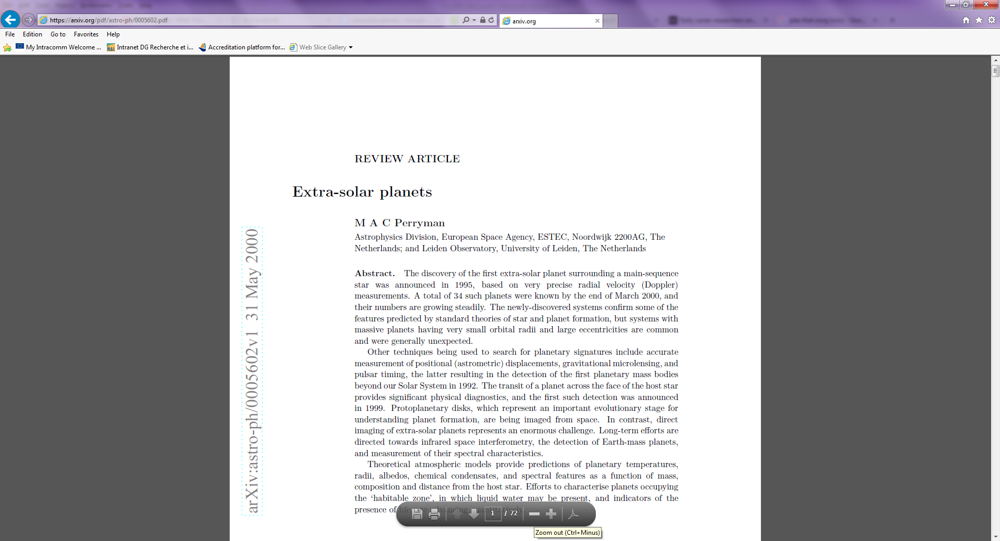 https://arxiv.org/pdf/astro-ph/0005602.pdf
arxiv.org
File Edition Go to Favorites Help
My Intracomm Welcome ... Intranet DG Recherche et i... Accreditation platform for... Web Slice Gallery
REVIEW ARTICLE
Extra-solar planets
M A C Perryman
Astrophysics Division, European Space Agency, ESTEC, Noordwijk 2200AG, The
Netherlands; and Leiden Observatory, University of Leiden, The Netherlands
Abstract. The discovery of the first extra-solar planet surrounding a main-sequence
star was announced in 1995, based on very precise radial velocity (Doppler)
measurements. A total of 34 such planets were known by the end of March 2000, and
their numbers are growing steadily. The newly-discovered systems confirm some of the
features predicted by standard theories of star and planet formation, but systems with
massive planets having very small orbital radii and large eccentricities are common
and were generally unexpected.
Other techniques being used to search for planetary signatures include accurate
measurement of positional (astrometric) displacements, gravitational microlensing, and
pulsar timing, the latter resulting in the detection of the first planetary mass bodies
beyond our Solar System in 1992. The transit of a planet across the face of the host star
provides significant physical diagnostics, and the first such detection was announced
in 1999. Protoplanetary disks, which represent an important evolutionary stage for
understanding planet formation, are being imaged from space. In contrast, direct
imaging of extra-solar planets represents an enormous challenge. Long-term efforts are
directed towards infrared space interferometry, the detection of Earth-mass planets,
and measurement of their spectral characteristics.
Theoretical atmospheric models provide predictions of planetary temperatures,
radii, albedos, chemical condensates, and spectral features as a function of mass,
composition and distance from the host star. Efforts to characterise planets occupying
the ‘habitable zone’, in which liquid water may be present, and indicators of the
presence of life are advancing quantitatively.
arXiv:astro-ph/0005602v1 31 May 2000
1 / 72
Zoom out (Ctrl+Minus)